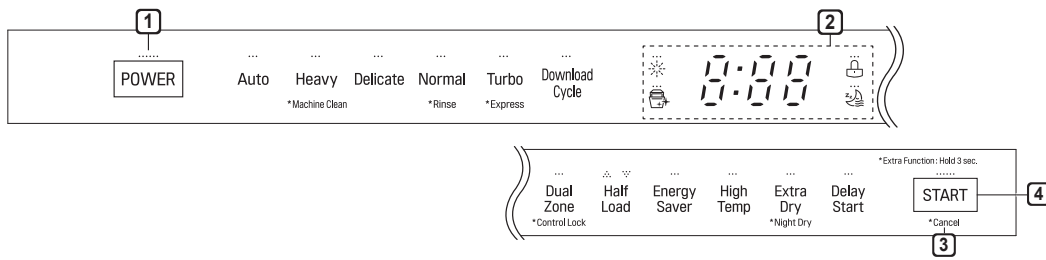 1
2
POWER
Auto
Heavy
*Machine Clean
Delicate
Normal
*Rinse
Turbo
*Express
Download
Cycle
8:88
*Extra Function: Hold 3 sec.
Dual
Zone
*Control Lock
Half
Load
Energy
Saver
High
Temp
Extra
Dry
*Night Dry
Delay
Start
START
*Cancel
4
3